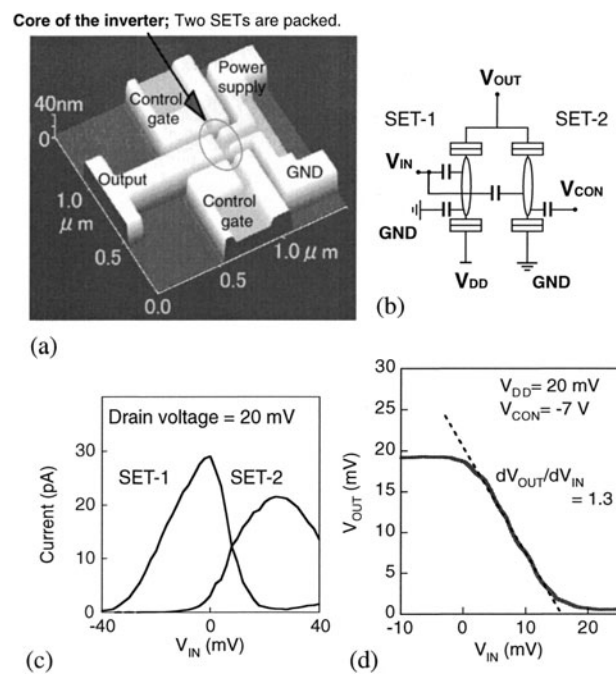 Core of the inverter; Two SETs are packed.
40nm
0
Control
gate
Power
supply
Output
GND
Control
gate
1.0
μm
0.5
0.0
0.5
1.0 μm
(a)
VOUT
SET-1
SET-2
VIN
VCON
GND
VDD
GND
(b)
Drain voltage = 20 mV
SET-1
SET-2
Current (pA)
30
20
10
0
-40
0
40
VIN (mV)
(c)
VDD= 20 mV
VCON= -7 V
dVOUT/dVIN
= 1.3
VOUT (mV)
30
25
20
15
10
5
0
-10
0
10
20
VIN (mV)
(d)